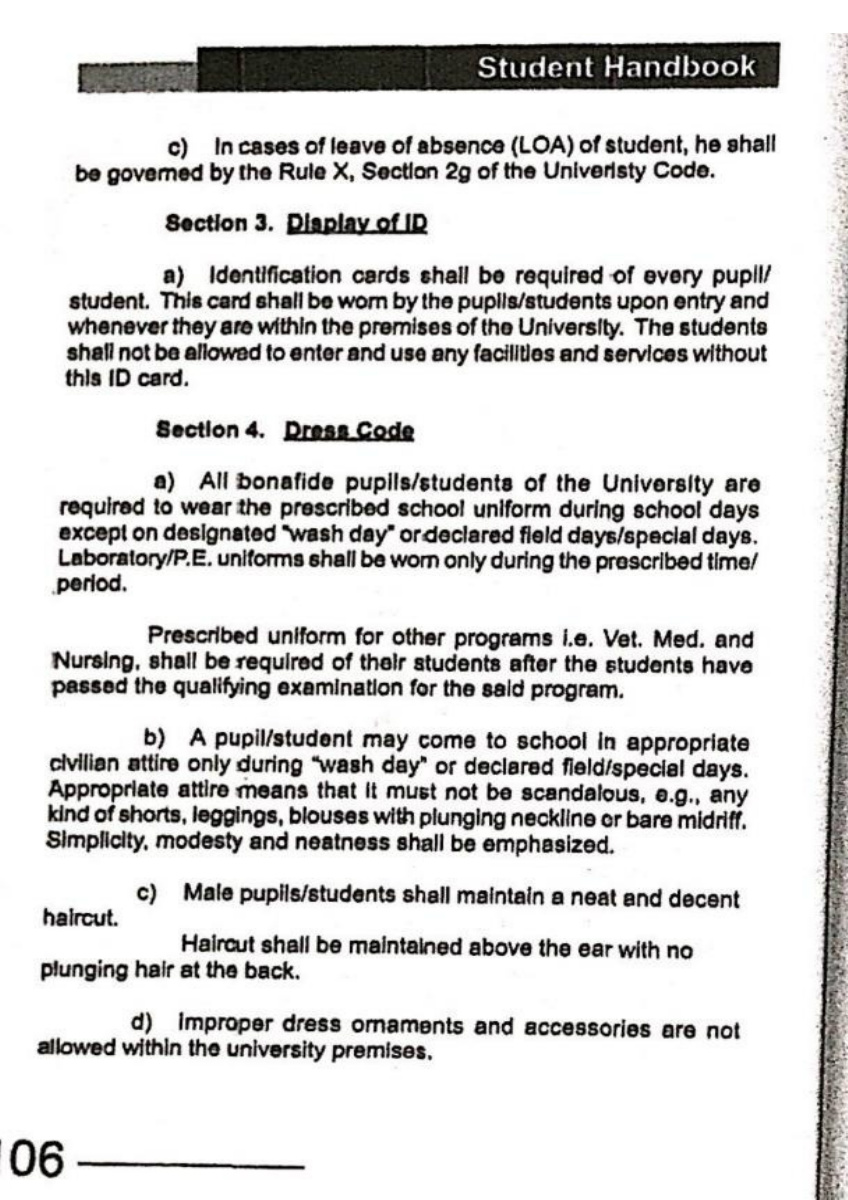 Student Handbook
c) In cases of leave of absence (LOA) of student, he shall
be governed by the Rule X, Section 2g of the Univeristy Code.
Section 3. Display of ID
a) Identification cards shall be required of every pupil/
student. This card shall be worn by the pupils/students upon entry and
whenever they are within the premises of the University. The students
shall not be allowed to enter and use any facilities and services without
this ID card.
Section 4. Dress Code
a) All bonafide pupils/students of the University are
required to wear the prescribed school uniform during school days
except on designated "wash day" or declared field days/special days.
Laboratory/P.E. uniforms shall be worn only during the prescribed time/
period.
Prescribed uniform for other programs i.e. Vet. Med. and
Nursing, shall be required of their students after the students have
passed the qualifying examination for the said program.
b) A pupil/student may come to school in appropriate
civilian attire only during "wash day" or declared field/special days.
Appropriate attire means that it must not be scandalous, e.g., any
kind of shorts, leggings, blouses with plunging neckline or bare midriff.
Simplicity, modesty and neatness shall be emphasized.
c) Male pupils/students shall maintain a neat and decent
haircut.
Haircut shall be maintained above the ear with no
plunging hair at the back.
d) Improper dress ornaments and accessories are not
allowed within the university premises.
106